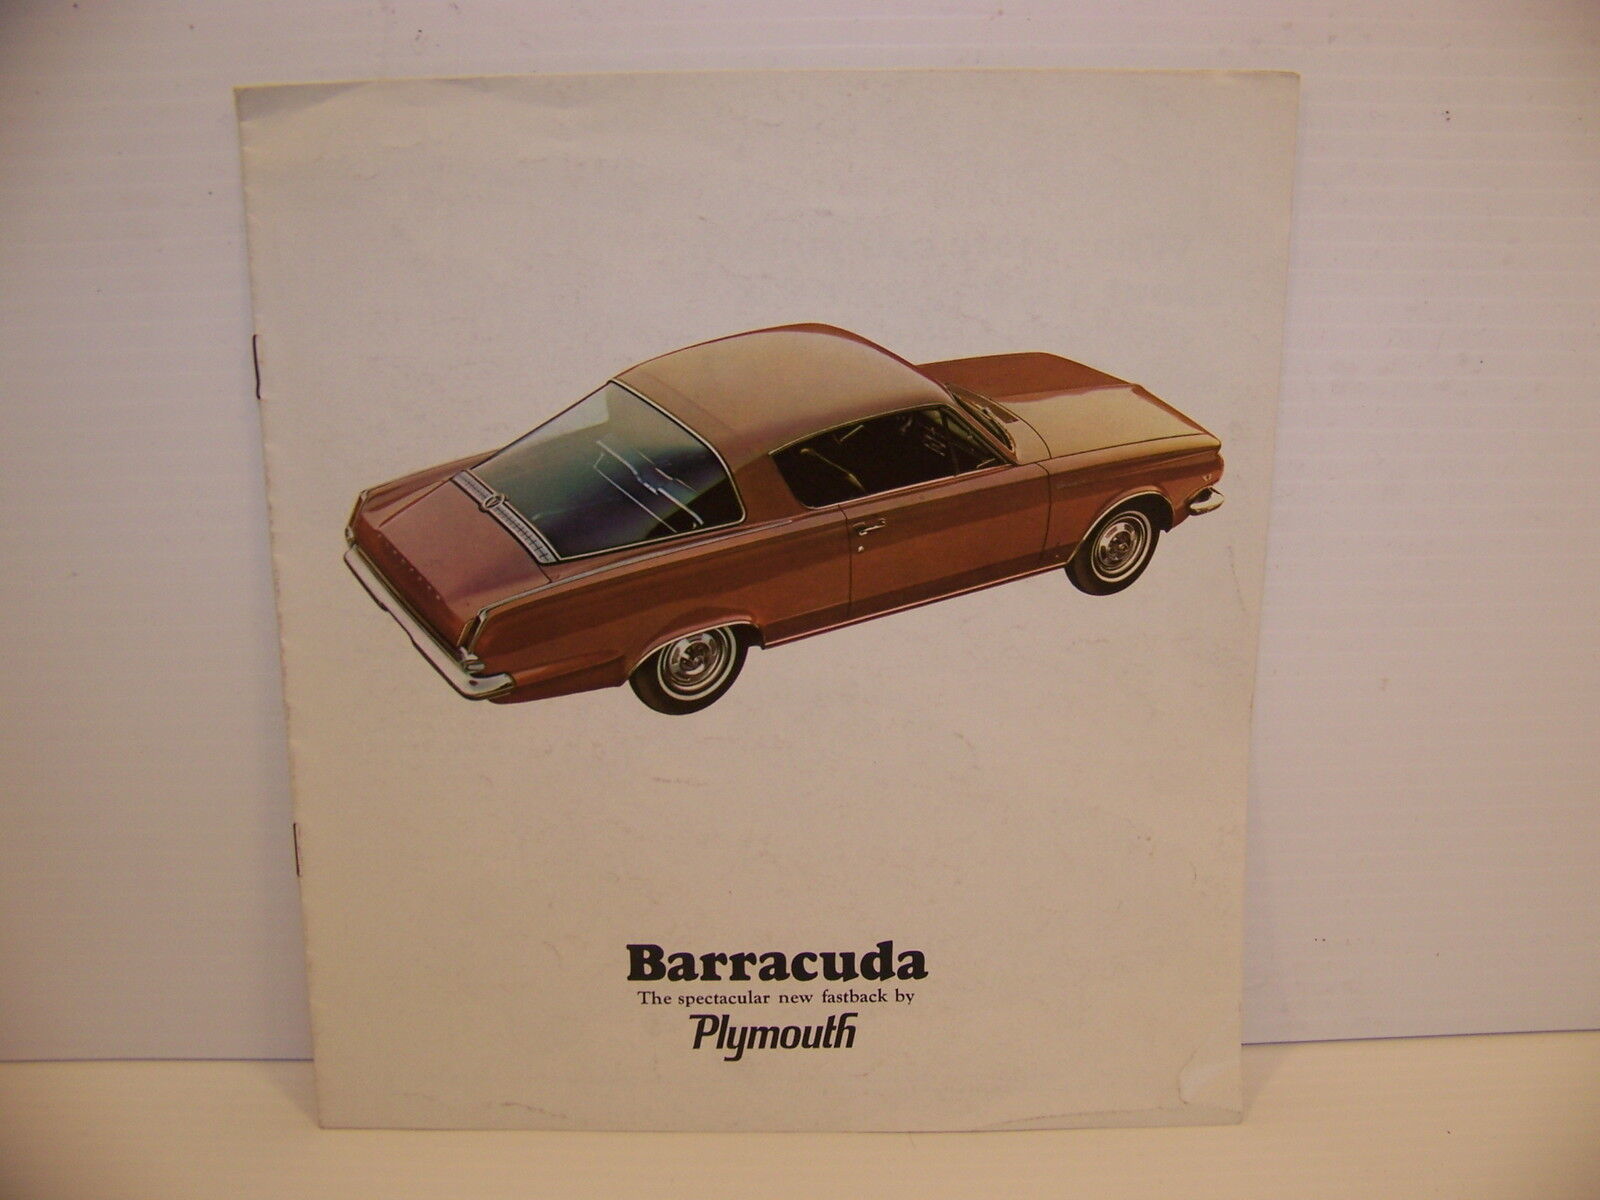 Barracuda
The spectacular new fastback by
Plymouth